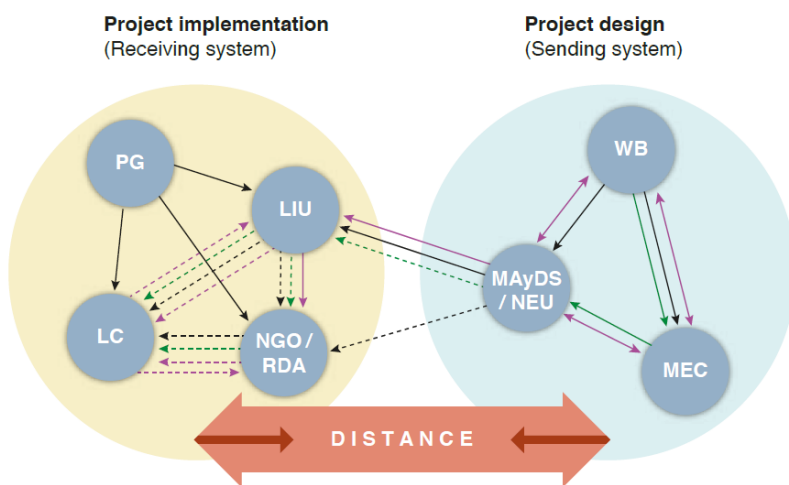 Project implementation
(Receiving system)
Project design
(Sending system)
PG
LIU
LC
NGO /
RDA
WB
MAyDS
/ NEU
MEC
DISTANCE